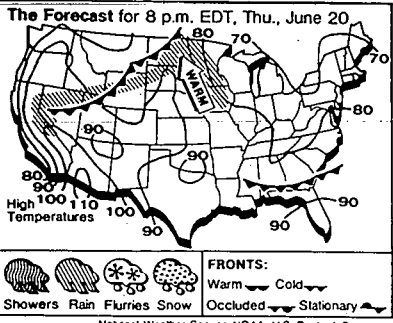 The Forecast for 8 p.m. EDT, Thu., June 20
80
70
70
WARM
80
90
90
90
80
90
100
110
100
90
90
90
High
Temperatures
Showers Rain Flurries Snow
FRONTS:
Warm Cold
Occluded Stationary